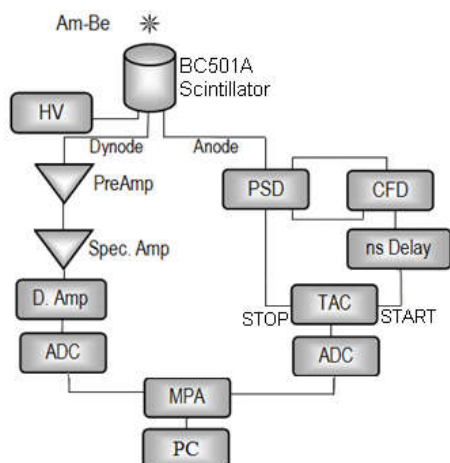 Am-Be
BC501A
Scintillator
HV
Dynode
Anode
PreAmp
PSD
CFD
Spec. Amp
ns Delay
D. Amp
STOP
TAC
START
ADC
ADC
MPA
PC